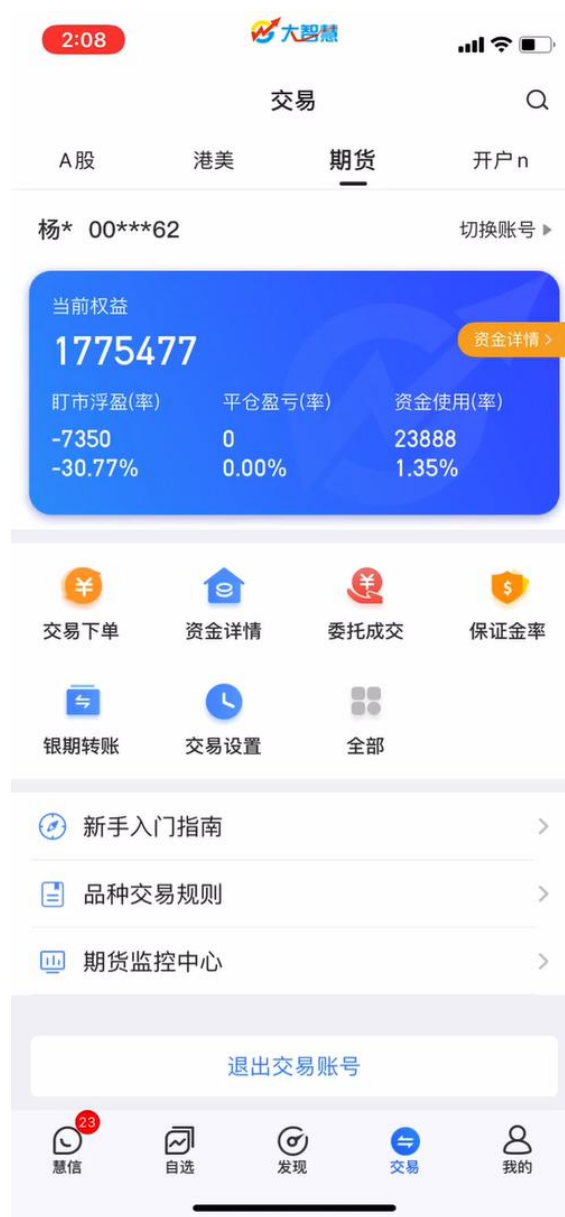 2:08
大智慧
交易
A股 港美 期货 开户n
杨* 00***62 切换账号
当前权益
1775477
资金详情
盯市浮盈(率) 平仓盈亏(率) 资金使用(率)
-7350 0 23888
-30.77% 0.00% 1.35%
交易下单 资金详情 委托成交 保证金率
银期转账 交易设置 全部
新手入门指南
品种交易规则
期货监控中心
退出交易账号
23
慧信 自选 发现 交易 我的